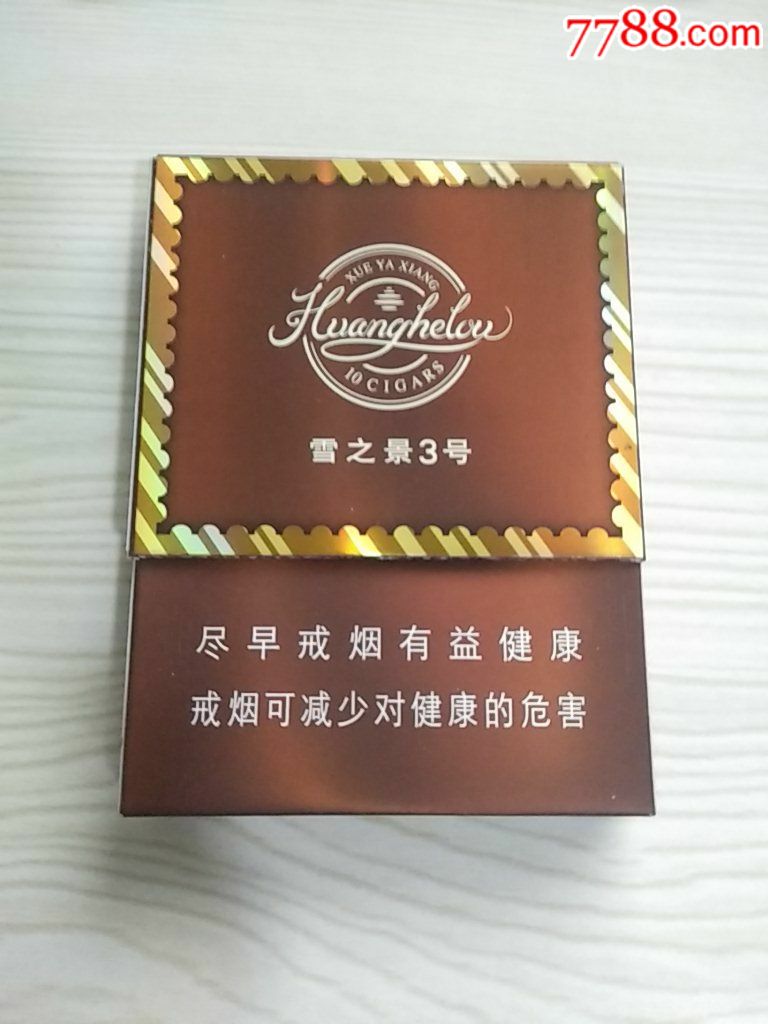 7788.com
XUE YA XIANG
Huanghelou
10 CIGARS
雪之景3号
尽早戒烟有益健康
戒烟可减少对健康的危害